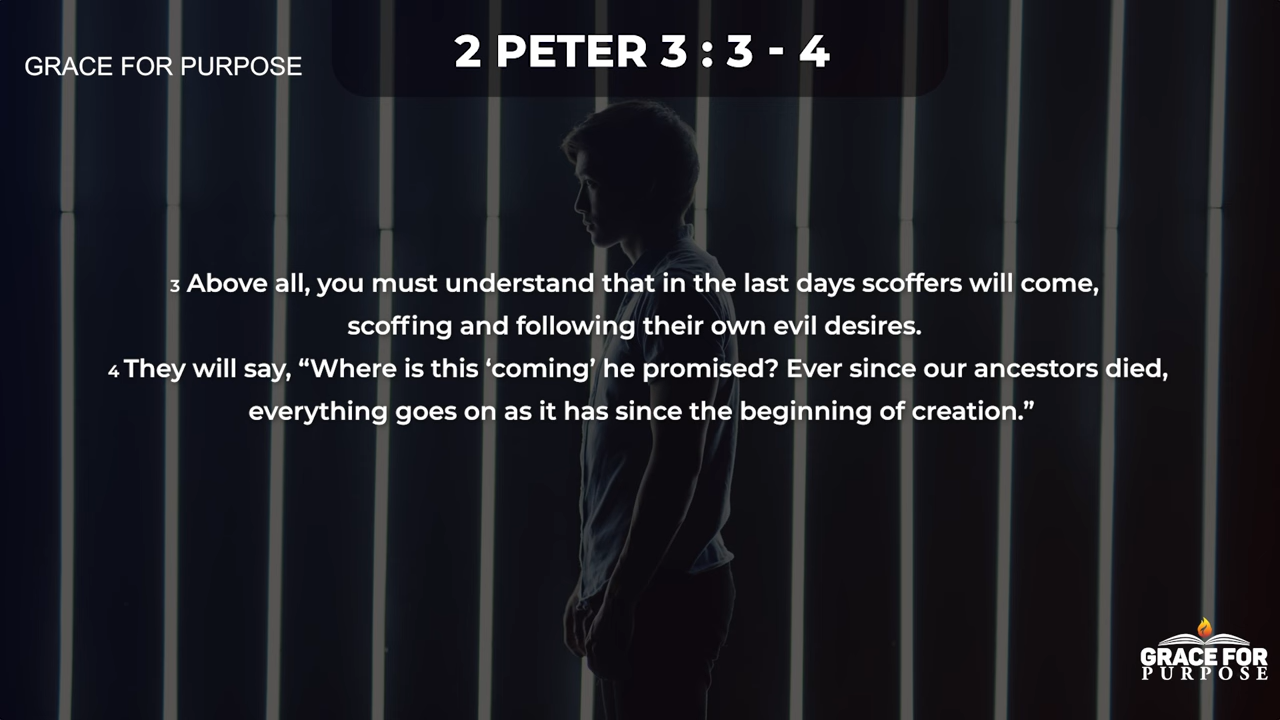 GRACE FOR PURPOSE
2 PETER 3 : 3 - 4
3 Above all, you must understand that in the last days scoffers will come,
scoffing and following their own evil desires.
4 They will say, “Where is this ‘coming’ he promised? Ever since our ancestors died,
everything goes on as it has since the beginning of creation.”
GRACE FOR
PURPOSE